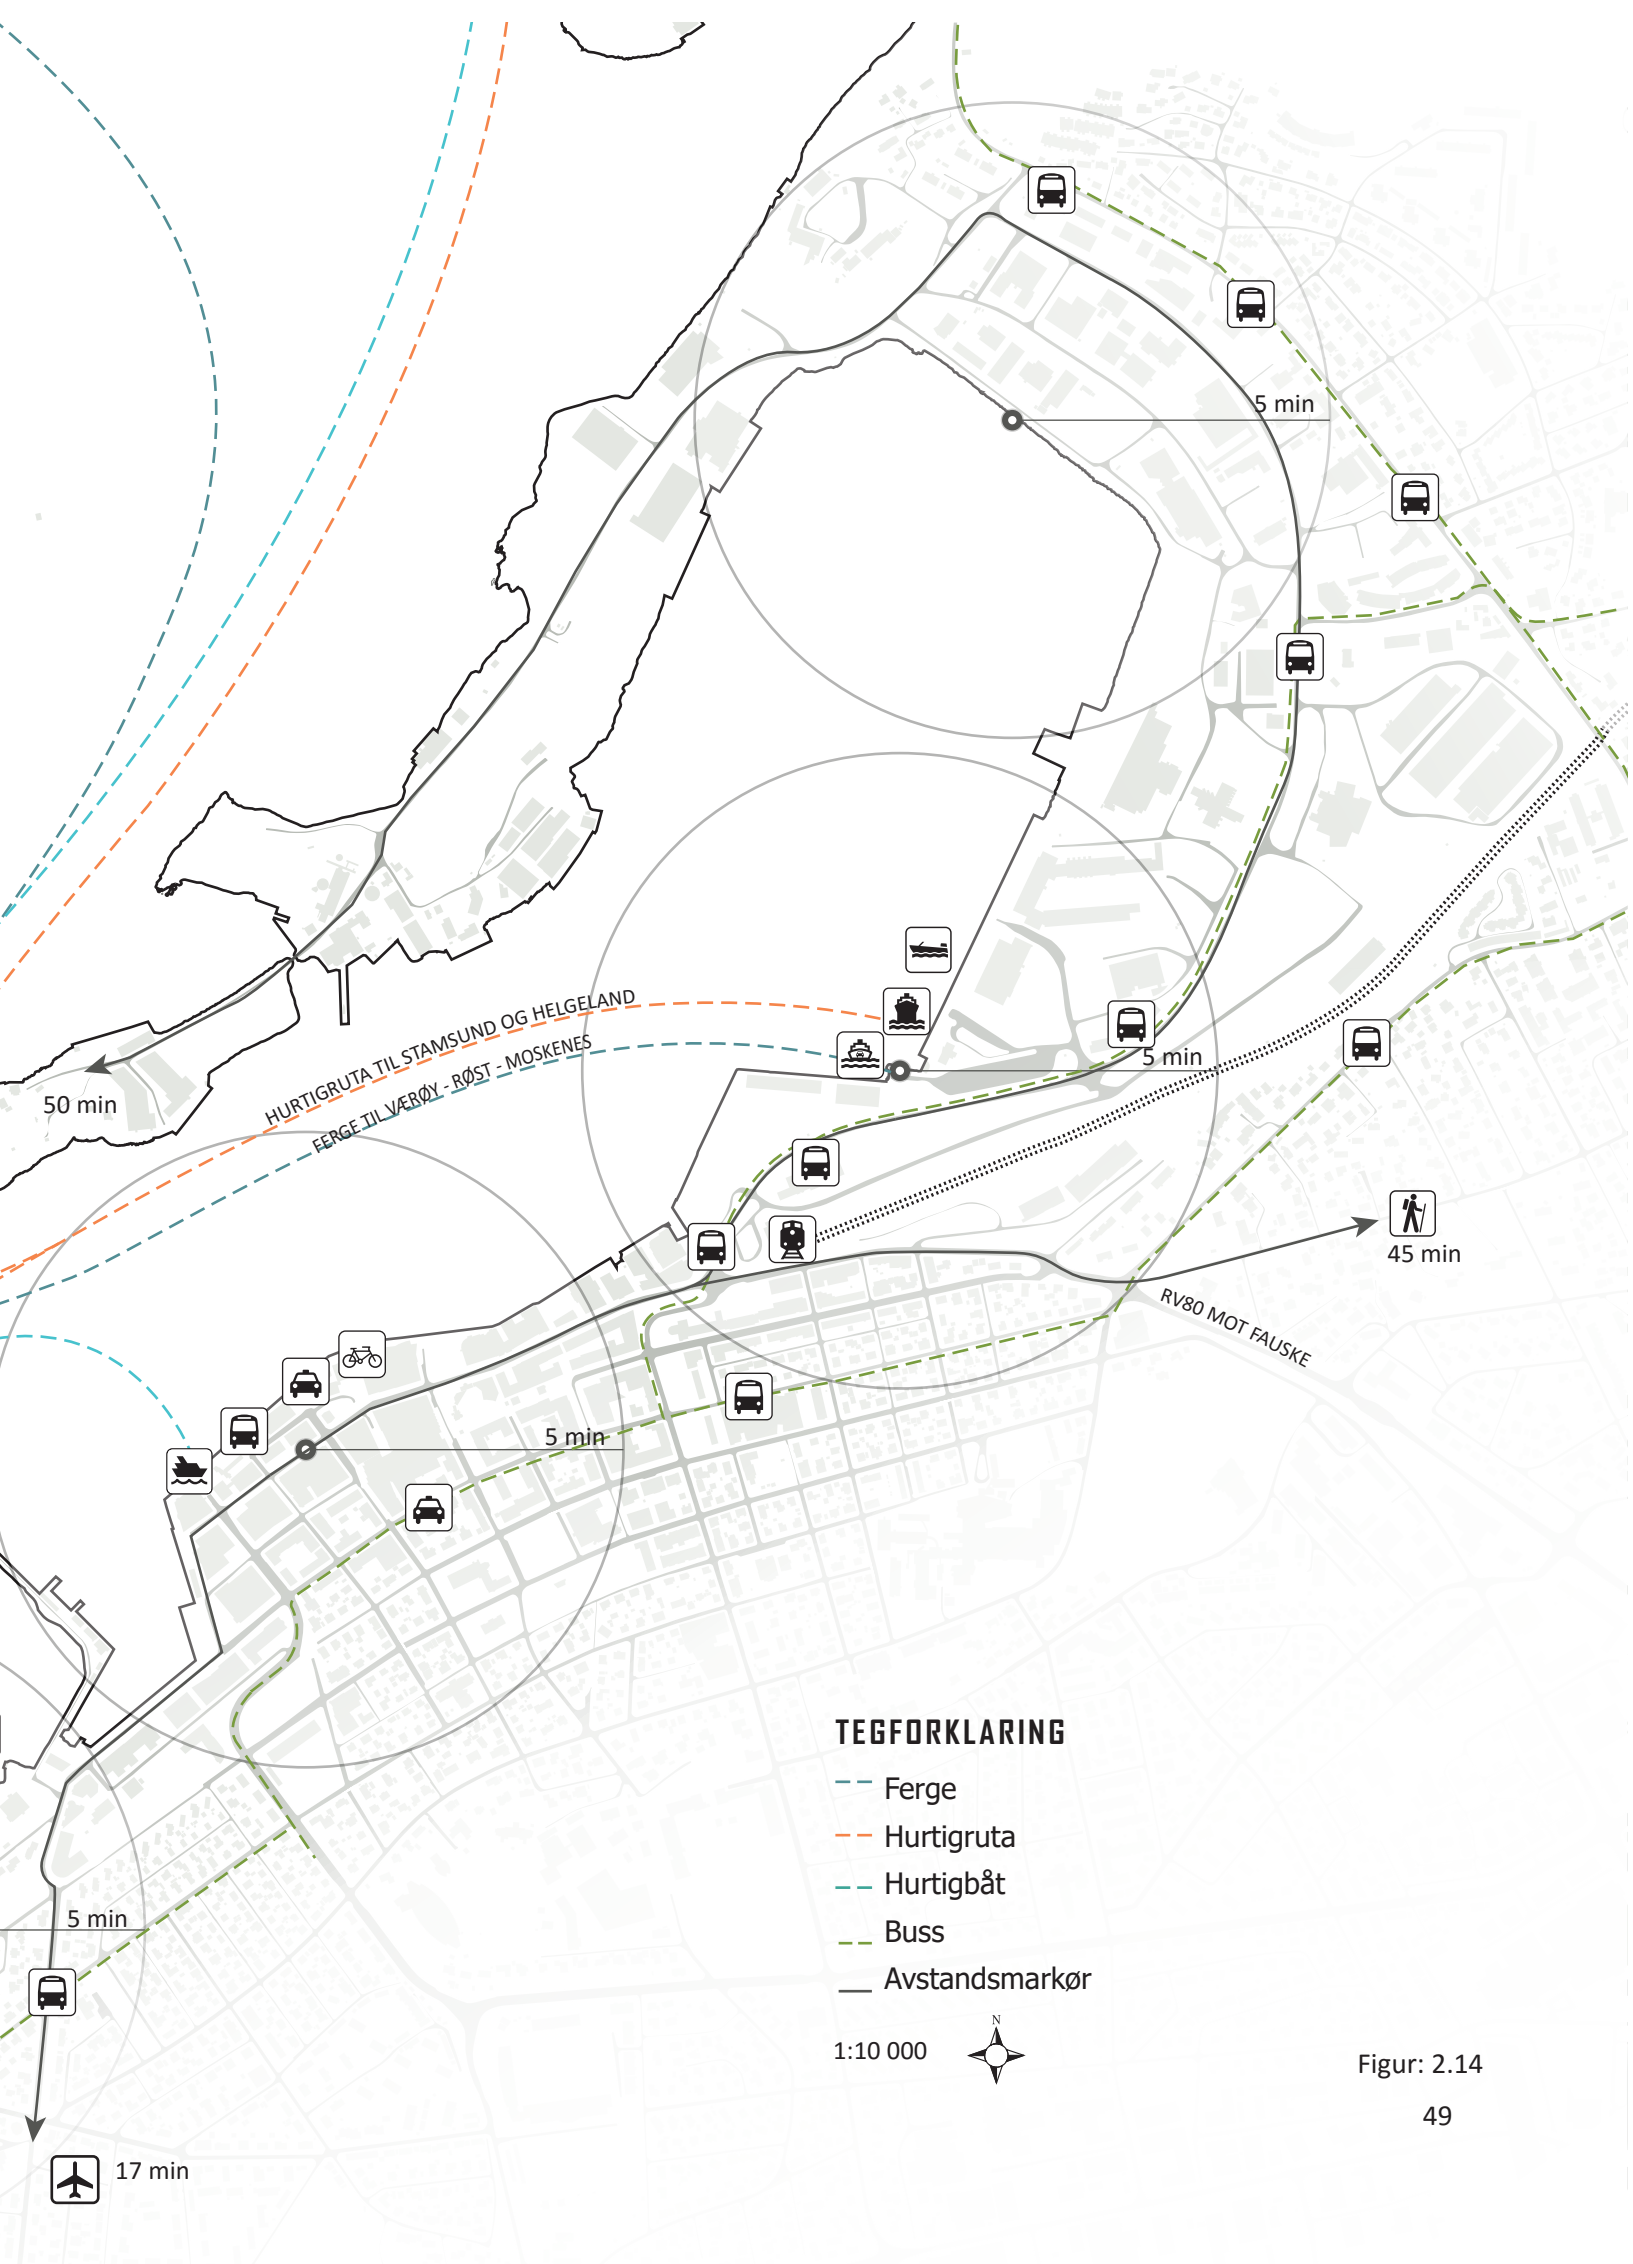 5 min
HURTIGRUTA TIL STAMSUND OG HELGELAND
FERGE TIL VÆRØY - RØST - MOSKENES
5 min
50 min
45 min
RV80 MOT FAUSKE
5 min
5 min
TEGFORKLARING
Ferge
Hurtigruta
Hurtigbåt
Buss
Avstandsmarkør
1:10 000
N
Figur: 2.14
49
17 min